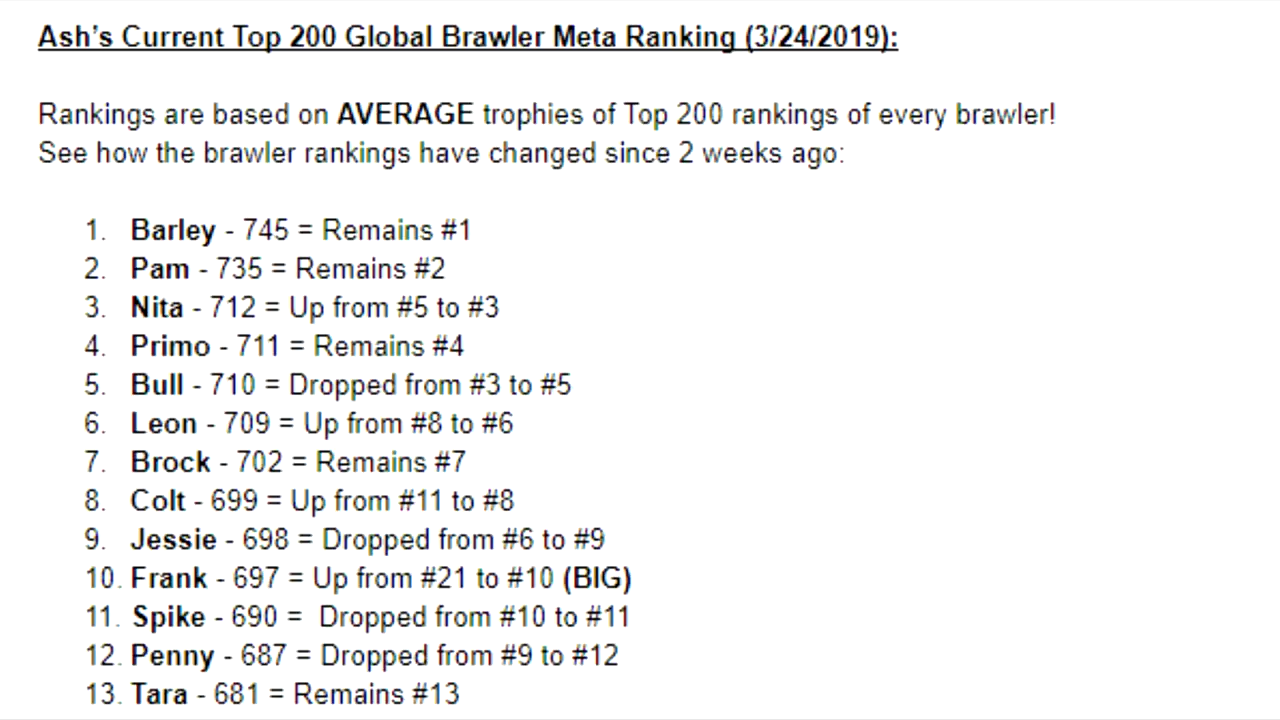 Ash's Current Top 200 Global Brawler Meta Ranking (3/24/2019):
Rankings are based on AVERAGE trophies of Top 200 rankings of every brawler!
See how the brawler rankings have changed since 2 weeks ago:
1. Barley - 745 = Remains #1
2. Pam - 735 = Remains #2
3. Nita - 712 = Up from #5 to #3
4. Primo - 711 = Remains #4
5. Bull - 710 = Dropped from #3 to #5
6. Leon - 709 = Up from #8 to #6
7. Brock - 702 = Remains #7
8. Colt - 699 = Up from #11 to #8
9. Jessie - 698 = Dropped from #6 to #9
10. Frank - 697 = Up from #21 to #10 (BIG)
11. Spike - 690 =  Dropped from #10 to #11
12. Penny - 687 = Dropped from #9 to #12
13. Tara - 681 = Remains #13